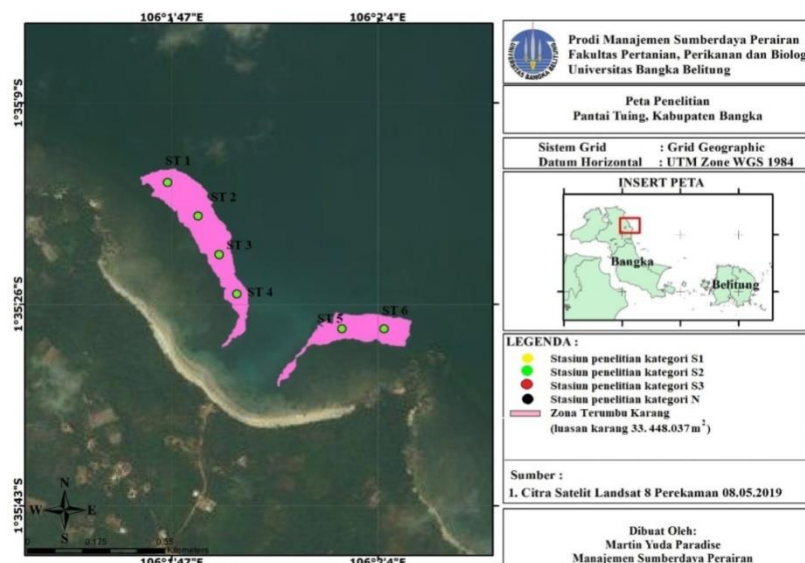 106°1'47"E
106°2'4"E
1°35'9"S
1°35'26"S
1°35'43"S
ST 1
ST 2
ST 3
ST 4
ST 5
ST 6
N
W
E
S
0
0.175
0.35
Kilometers
106°1'47"E
106°2'4"E
UNIVERSITAS BANGKA BELITUNG
Prodi Manajemen Sumberdaya Perairan
Fakultas Pertanian, Perikanan dan Biolog
Universitas Bangka Belitung
Peta Penelitian
Pantai Tuing, Kabupaten Bangka
Sistem Grid : Grid Geographic
Datum Horizontal : UTM Zone WGS 1984
INSERT PETA
Bangka
Belitung
LEGENDA :
Stasiun penelitian kategori S1
Stasiun penelitian kategori S2
Stasiun penelitian kategori S3
Stasiun penelitian kategori N
Zona Terumbu Karang
(luasan karang 33. 448.037 m²)
Sumber :
1. Citra Satelit Landsat 8 Perekaman 08.05.2019
Dibuat Oleh:
Martin Yuda Paradise
Manajemen Sumberdaya Perairan